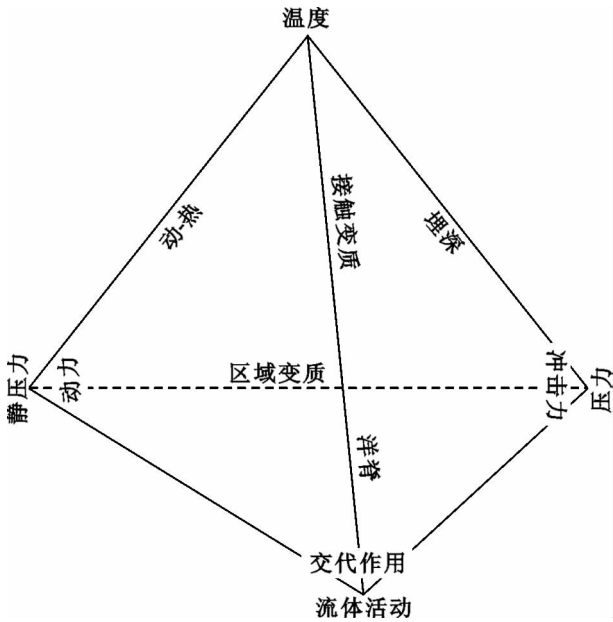 温度
动-热
接触变质
埋深
区域变质
静压力
动力
冲击力
压力
洋脊
交代作用
流体活动